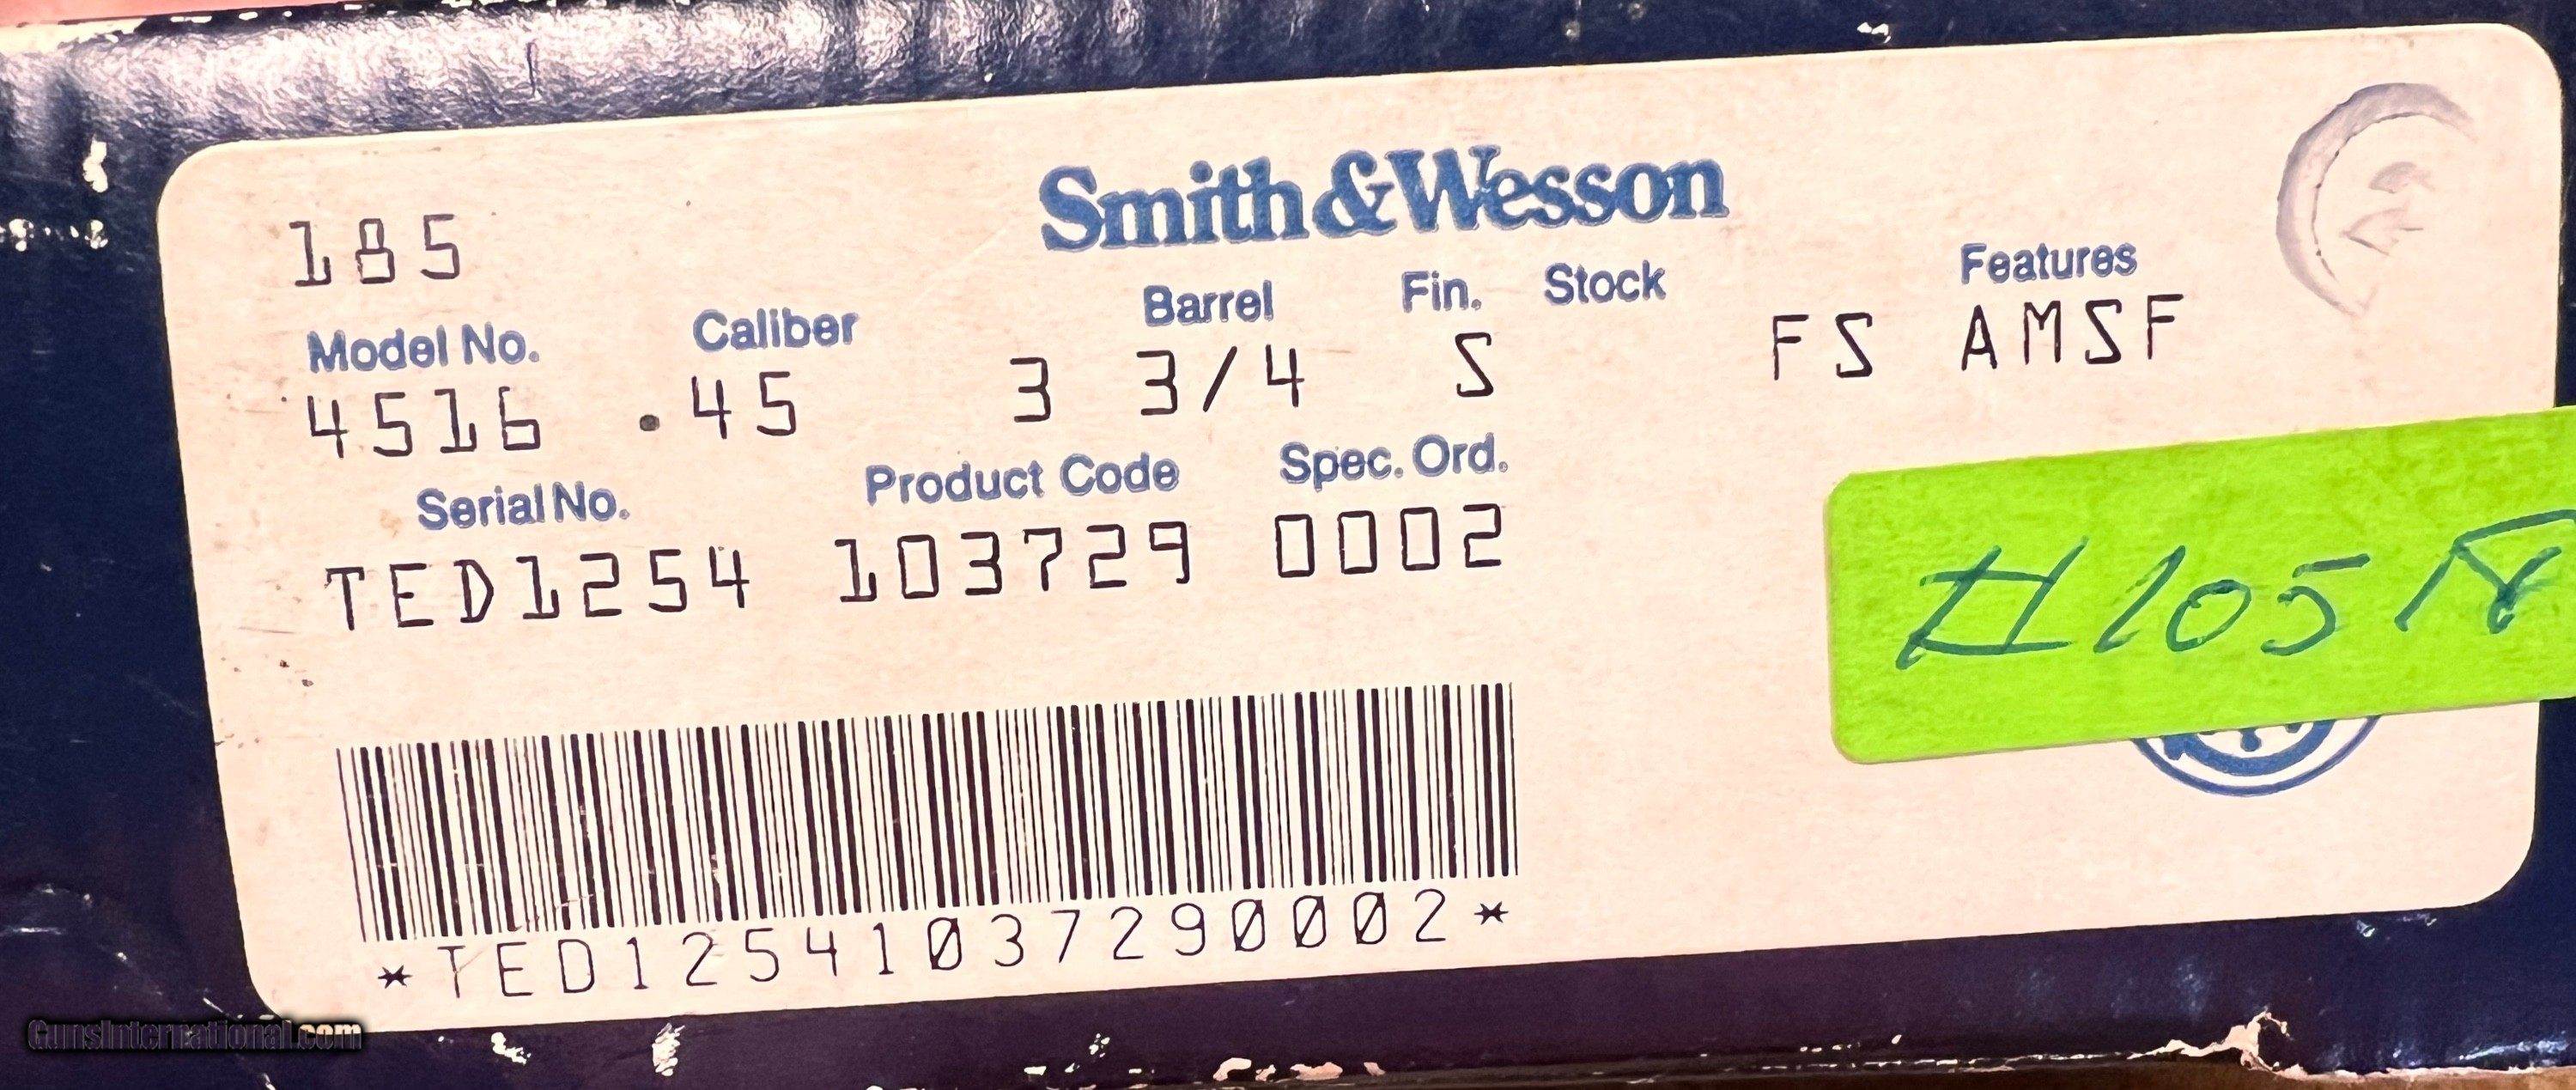 Smith & Wesson
185
Model No. Caliber Barrel Fin. Stock Features
4516 .45 3 3/4 S FS AMSF
Serial No. Product Code Spec. Ord.
TED1254 103729 0002
*TED12541037290002*
GunsInternational.com